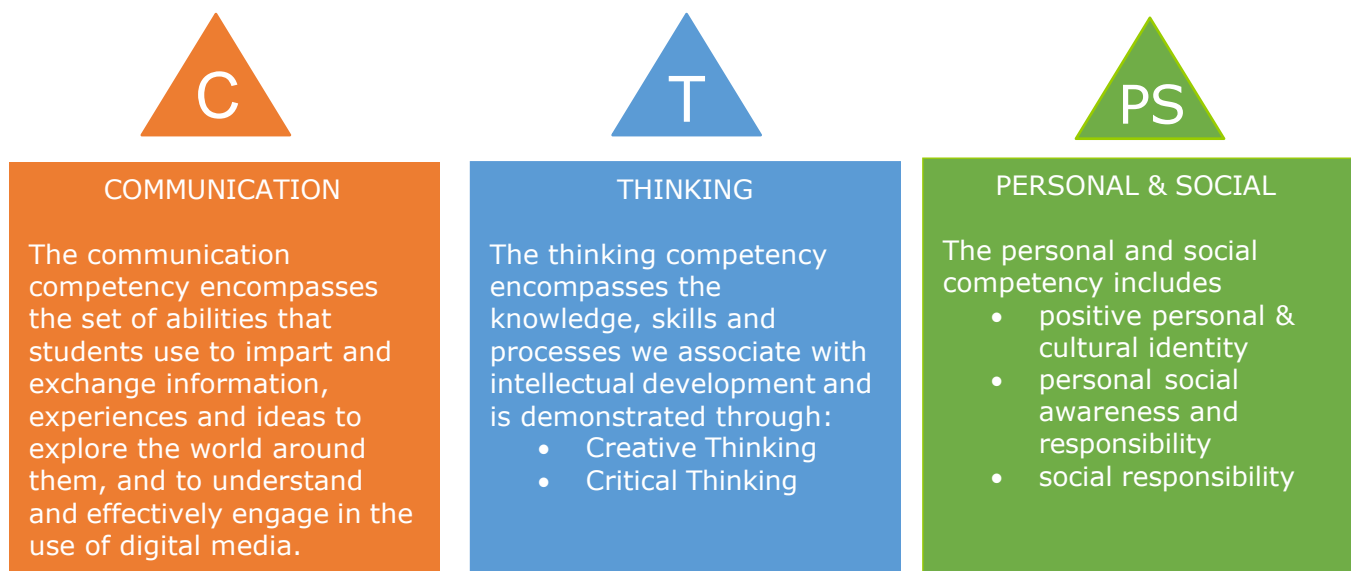 C
COMMUNICATION
The communication
competency encompasses
the set of abilities that
students use to impart and
exchange information,
experiences and ideas to
explore the world around
them, and to understand
and effectively engage in the
use of digital media.
T
THINKING
The thinking competency
encompasses the
knowledge, skills and
processes we associate with
intellectual development and
is demonstrated through:
• Creative Thinking
• Critical Thinking
PS
PERSONAL & SOCIAL
The personal and social
competency includes
• positive personal &
cultural identity
• personal social
awareness and
responsibility
• social responsibility